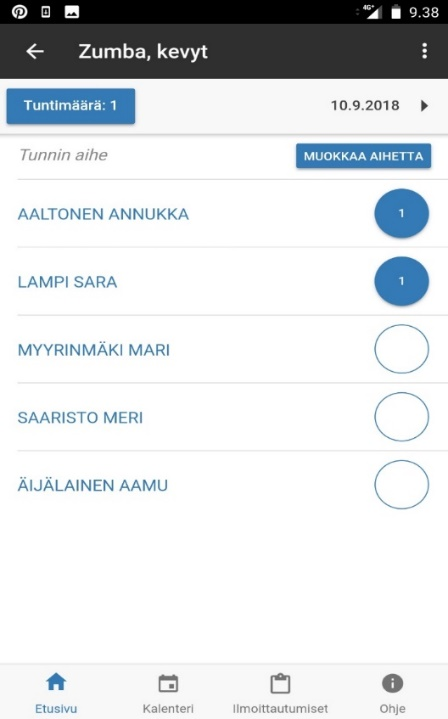 4G+ 9.38
Zumba, kevyt
Tuntimäärä: 1 10.9.2018
Tunnin aihe MUOKKAA AIHETTA
AALTONEN ANNUKKA 1
LAMPI SARA 1
MYYRINMÄKI MARI
SAARISTO MERI
ÄIJÄLAINEN AAMU
Etusivu Kalenteri Ilmoittautumiset Ohje